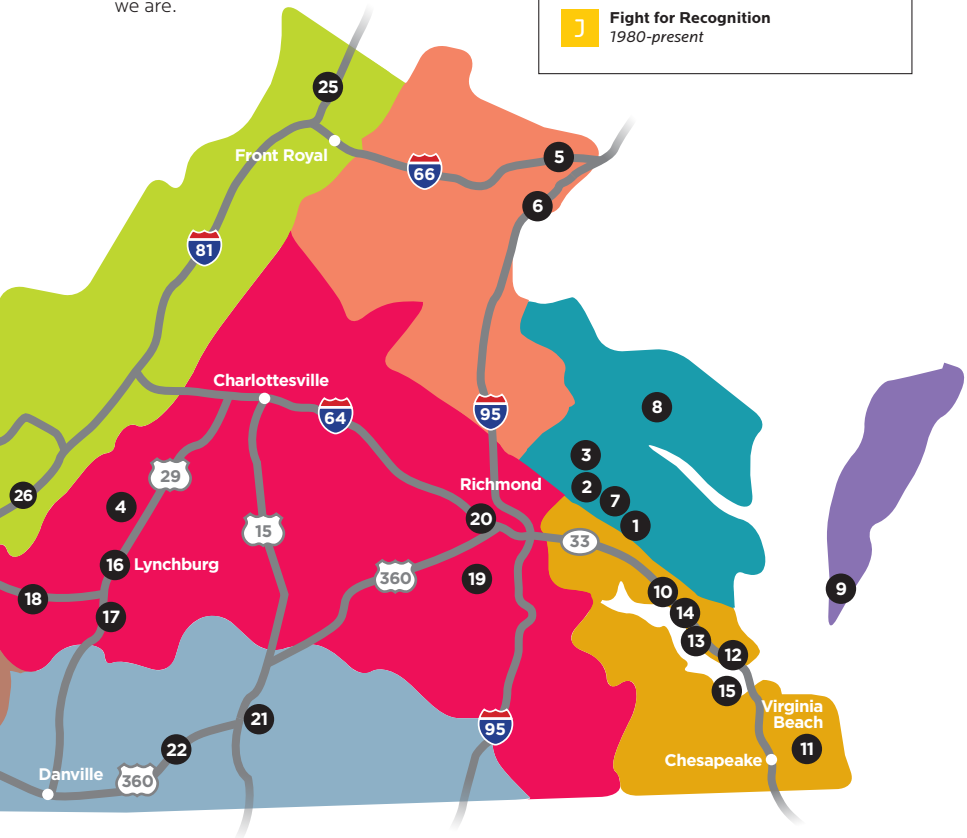 we are.
J
Fight for Recognition
1980-present
25
Front Royal
66
5
6
81
Charlottesville
64
95
8
3
29
Richmond
2
26
7
4
20
1
15
33
16
Lynchburg
360
19
10
18
14
17
13
12
9
15
Virginia
Beach
21
95
22
11
Chesapeake
Danville
360